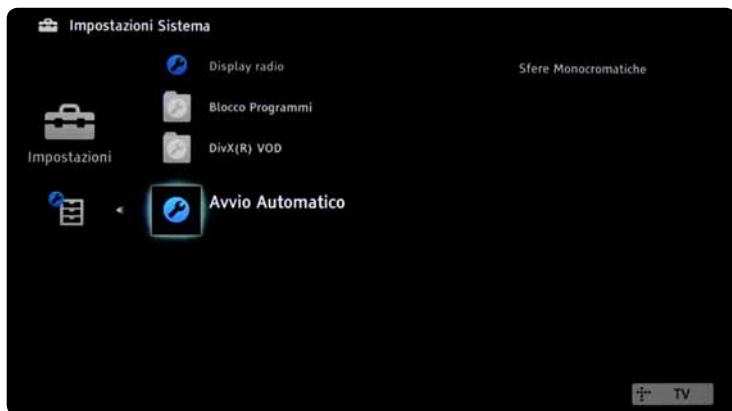 Impostazioni Sistema
Display radio
Sfere Monocromatiche
Blocco Programmi
Impostazioni
DivX(R) VOD
Avvio Automatico
TV